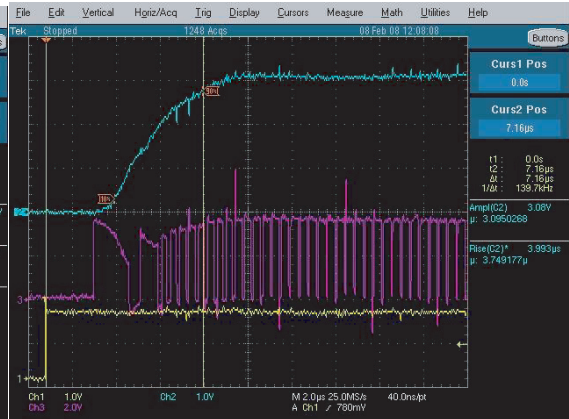 File Edit Vertical Horiz/Acq Trig Display Cursors Measure Math Utilities Help
Tek Stopped 1248 Acqs 08 Feb 08 12:08:08
Buttons
Curs1 Pos
0.0s
Curs2 Pos
7.16µs
t1: 0.0s
t2: 7.16µs
Δt: 7.16µs
1/Δt: 139.7kHz
Ampl(C2) 3.08V
µ: 3.0950268
Rise(C2)* 3.993µs
µ: 3.749177µ
90%
10%
3
1
Ch1 1.0V Ch2 1.0V M 2.0µs 25.0MS/s 40.0ns/pt
Ch3 2.0V A Ch1 ∕ 780mV